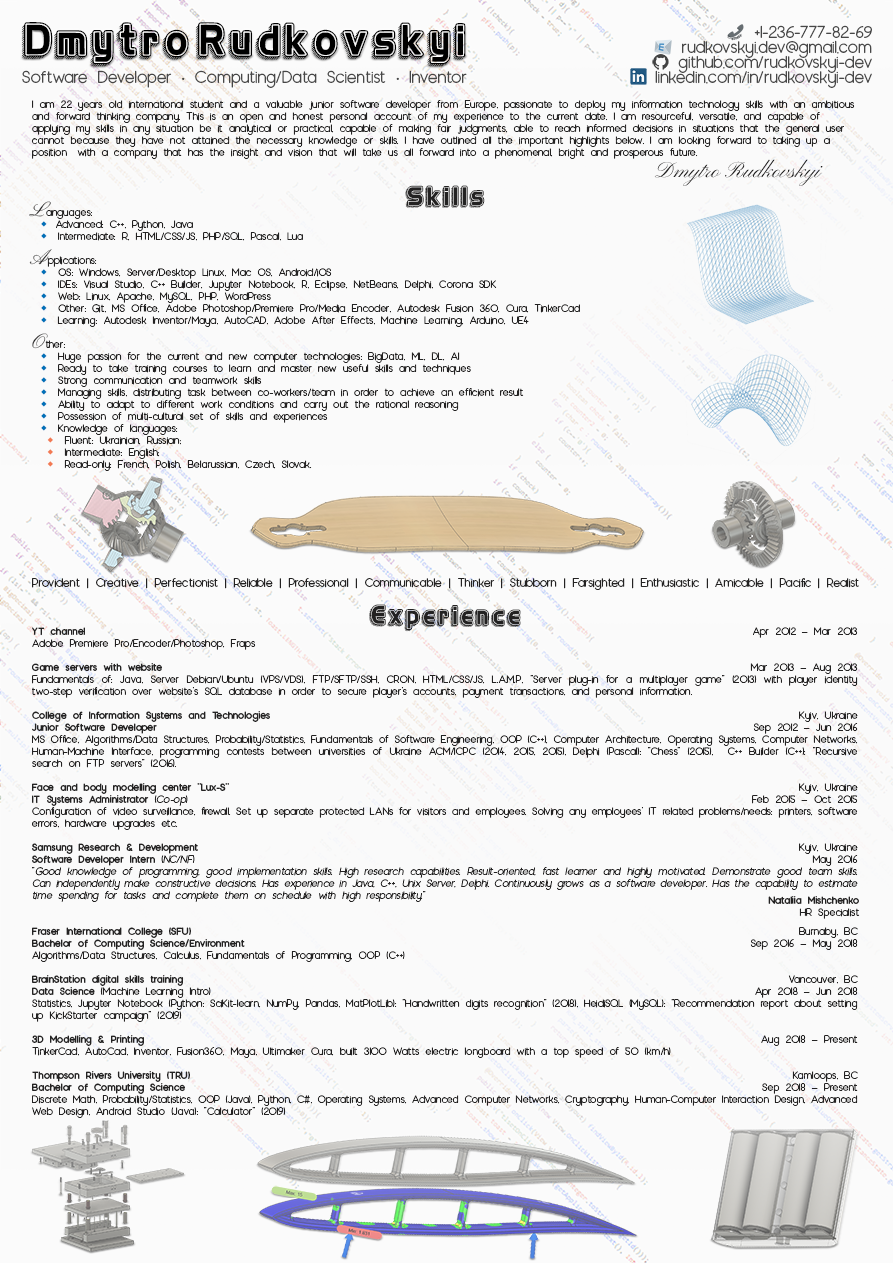 Dmytro Rudkovskyi
Software Developer · Computing/Data Scientist · Inventor
+1-236-777-82-69
rudkovskyi.dev@gmail.com
github.com/rudkovskyi-dev
linkedin.com/in/rudkovskyi-dev
I am 22 years old international student and a valuable junior software developer from Europe, passionate to deploy my information technology skills with an ambitious
and forward thinking company. This is an open and honest personal account of my experience to the current date. I am resourceful, versatile, and capable of
applying my skills in any situation be it analytical or practical, capable of making fair judgments, able to reach informed decisions in situations that the general user
cannot because they have not attained the necessary knowledge or skills. I have outlined all the important highlights below. I am looking forward to taking up a
position with a company that has the insight and vision that will take us all forward into a phenomenal, bright and prosperous future.
Dmytro Rudkovskyi
Skills
Languages:
Advanced: C++, Python, Java
Intermediate: R, HTML/CSS/JS, PHP/SQL, Pascal, Lua
Applications:
OS: Windows, Server/Desktop Linux, Mac OS, Android/iOS
IDEs: Visual Studio, C++ Builder, Jupyter Notebook, R, Eclipse, NetBeans, Delphi, Corona SDK
Web: Linux, Apache, MySQL, PHP, WordPress
Other: Git, MS Office, Adobe Photoshop/Premiere Pro/Media Encoder, Autodesk Fusion 360, Cura, TinkerCad
Learning: Autodesk Inventor/Maya, AutoCAD, Adobe After Effects, Machine Learning, Arduino, UE4
Other:
Huge passion for the current and new computer technologies: BigData, ML, DL, AI
Ready to take training courses to learn and master new useful skills and techniques
Strong communication and teamwork skills
Managing skills, distributing task between co-workers/team in order to achieve an efficient result
Ability to adapt to different work conditions and carry out the rational reasoning
Possession of multi-cultural set of skills and experiences
Knowledge of languages:
Fluent: Ukrainian, Russian;
Intermediate: English;
Read-only: French, Polish, Belarussian, Czech, Slovak.
Provident | Creative | Perfectionist | Reliable | Professional | Communicable | Thinker | Stubborn | Farsighted | Enthusiastic | Amicable | Pacific | Realist
Experience
YT channel Apr 2012 – Mar 2013
Adobe Premiere Pro/Encoder/Photoshop, Fraps
Game servers with website Mar 2013 – Aug 2013
Fundamentals of: Java, Server Debian/Ubuntu (VPS/VDS), FTP/SFTP/SSH, CRON, HTML/CSS/JS, L.A.M.P, "Server plug-in for a multiplayer game" (2013) with player identity
two-step verification over website's SQL database in order to secure player's accounts, payment transactions, and personal information.
College of Information Systems and Technologies Kyiv, Ukraine
Junior Software Developer Sep 2012 – Jun 2016
MS Office, Algorithms/Data Structures, Probability/Statistics, Fundamentals of Software Engineering, OOP (C++), Computer Architecture, Operating Systems, Computer Networks,
Human-Machine Interface, programming contests between universities of Ukraine ACM/ICPC (2014, 2015, 2015), Delphi (Pascal): "Chess" (2015), C++ Builder (C++): "Recursive
search on FTP servers" (2016).
Face and body modelling center "Lux-S" Kyiv, Ukraine
IT Systems Administrator (Co-op) Feb 2015 – Oct 2015
Configuration of video surveillance, firewall. Set up separate protected LANs for visitors and employees. Solving any employees' IT related problems/needs: printers, software
errors, hardware upgrades etc.
Samsung Research & Development Kyiv, Ukraine
Software Developer Intern (NC/NF) May 2016
"Good knowledge of programming, good implementation skills. High research capabilities. Result-oriented, fast learner and highly motivated. Demonstrate good team skills.
Can independently make constructive decisions. Has experience in Java, C++, Unix Server, Delphi. Continuously grows as a software developer. Has the capability to estimate
time spending for tasks and complete them on schedule with high responsibility"
Nataliia Mishchenko
HR Specialist
Fraser International College (SFU) Burnaby, BC
Bachelor of Computing Science/Environment Sep 2016 – May 2018
Algorithms/Data Structures, Calculus, Fundamentals of Programming, OOP (C++)
BrainStation digital skills training Vancouver, BC
Data Science (Machine Learning Intro) Apr 2018 – Jun 2018
Statistics, Jupyter Notebook (Python: SciKit-learn, NumPy, Pandas, MatPlotLib): "Handwritten digits recognition" (2018), HeidiSQL (MySQL): "Recommendation report about setting
up KickStarter campaign" (2019)
3D Modelling & Printing Aug 2018 – Present
TinkerCad, AutoCad, Inventor, Fusion360, Maya, Ultimaker Cura, built 3100 Watts electric longboard with a top speed of 50 (km/h)
Thompson Rivers University (TRU) Kamloops, BC
Bachelor of Computing Science Sep 2018 – Present
Discrete Math, Probability/Statistics, OOP (Java), Python, C#, Operating Systems, Advanced Computer Networks, Cryptography, Human-Computer Interaction Design, Advanced
Web Design, Android Studio (Java): "Calculator" (2019)